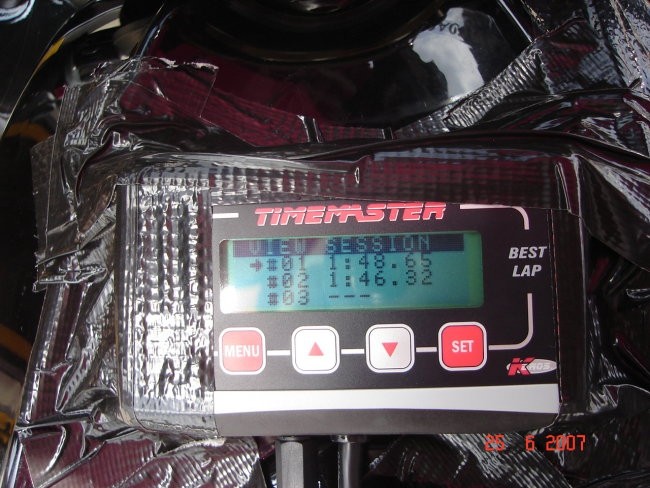 TIMEMASTER
VIEW SESSION
#01 1:48.65
#02 1:46.32
#03 ---
BEST
LAP
MENU
SET
KROS
25 6 2007